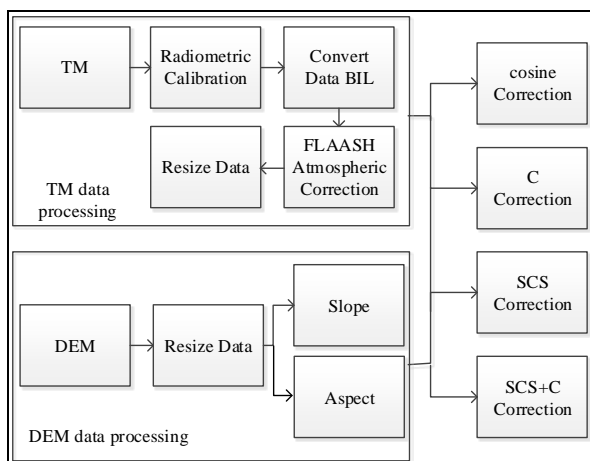 TM
Radiometric
Calibration
Convert
Data BIL
Resize Data
FLAASH
Atmospheric
Correction
TM data
processing
DEM
Resize Data
Slope
Aspect
DEM data processing
cosine
Correction
C
Correction
SCS
Correction
SCS+C
Correction